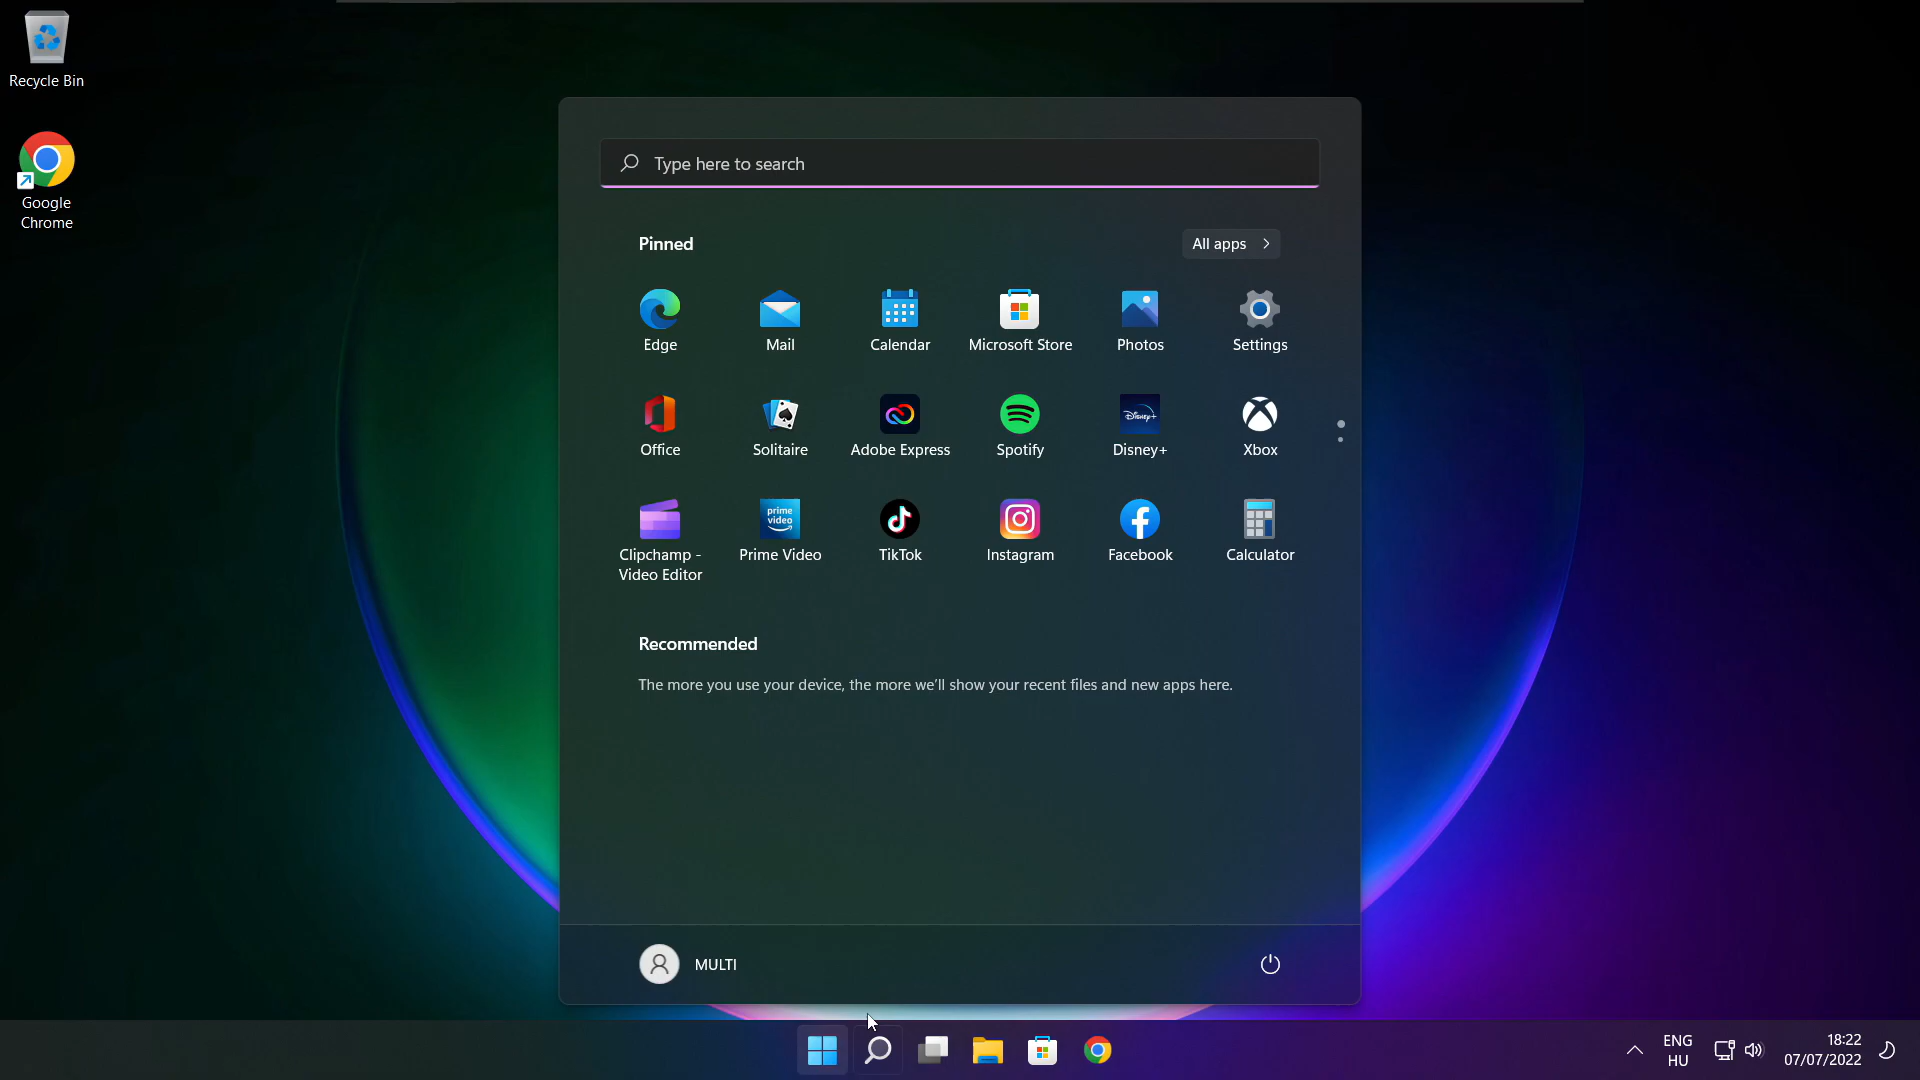 Recycle Bin
Google
Chrome
Type here to search
Pinned
All apps
Edge
Mail
Calendar
Microsoft Store
Photos
Settings
Disney+
Office
Solitaire
Adobe Express
Spotify
Disney+
Xbox
prime
video
Clipchamp -
Video Editor
Prime Video
TikTok
Instagram
Facebook
Calculator
Recommended
The more you use your device, the more we'll show your recent files and new apps here.
MULTI
ENG
HU
18:22
07/07/2022